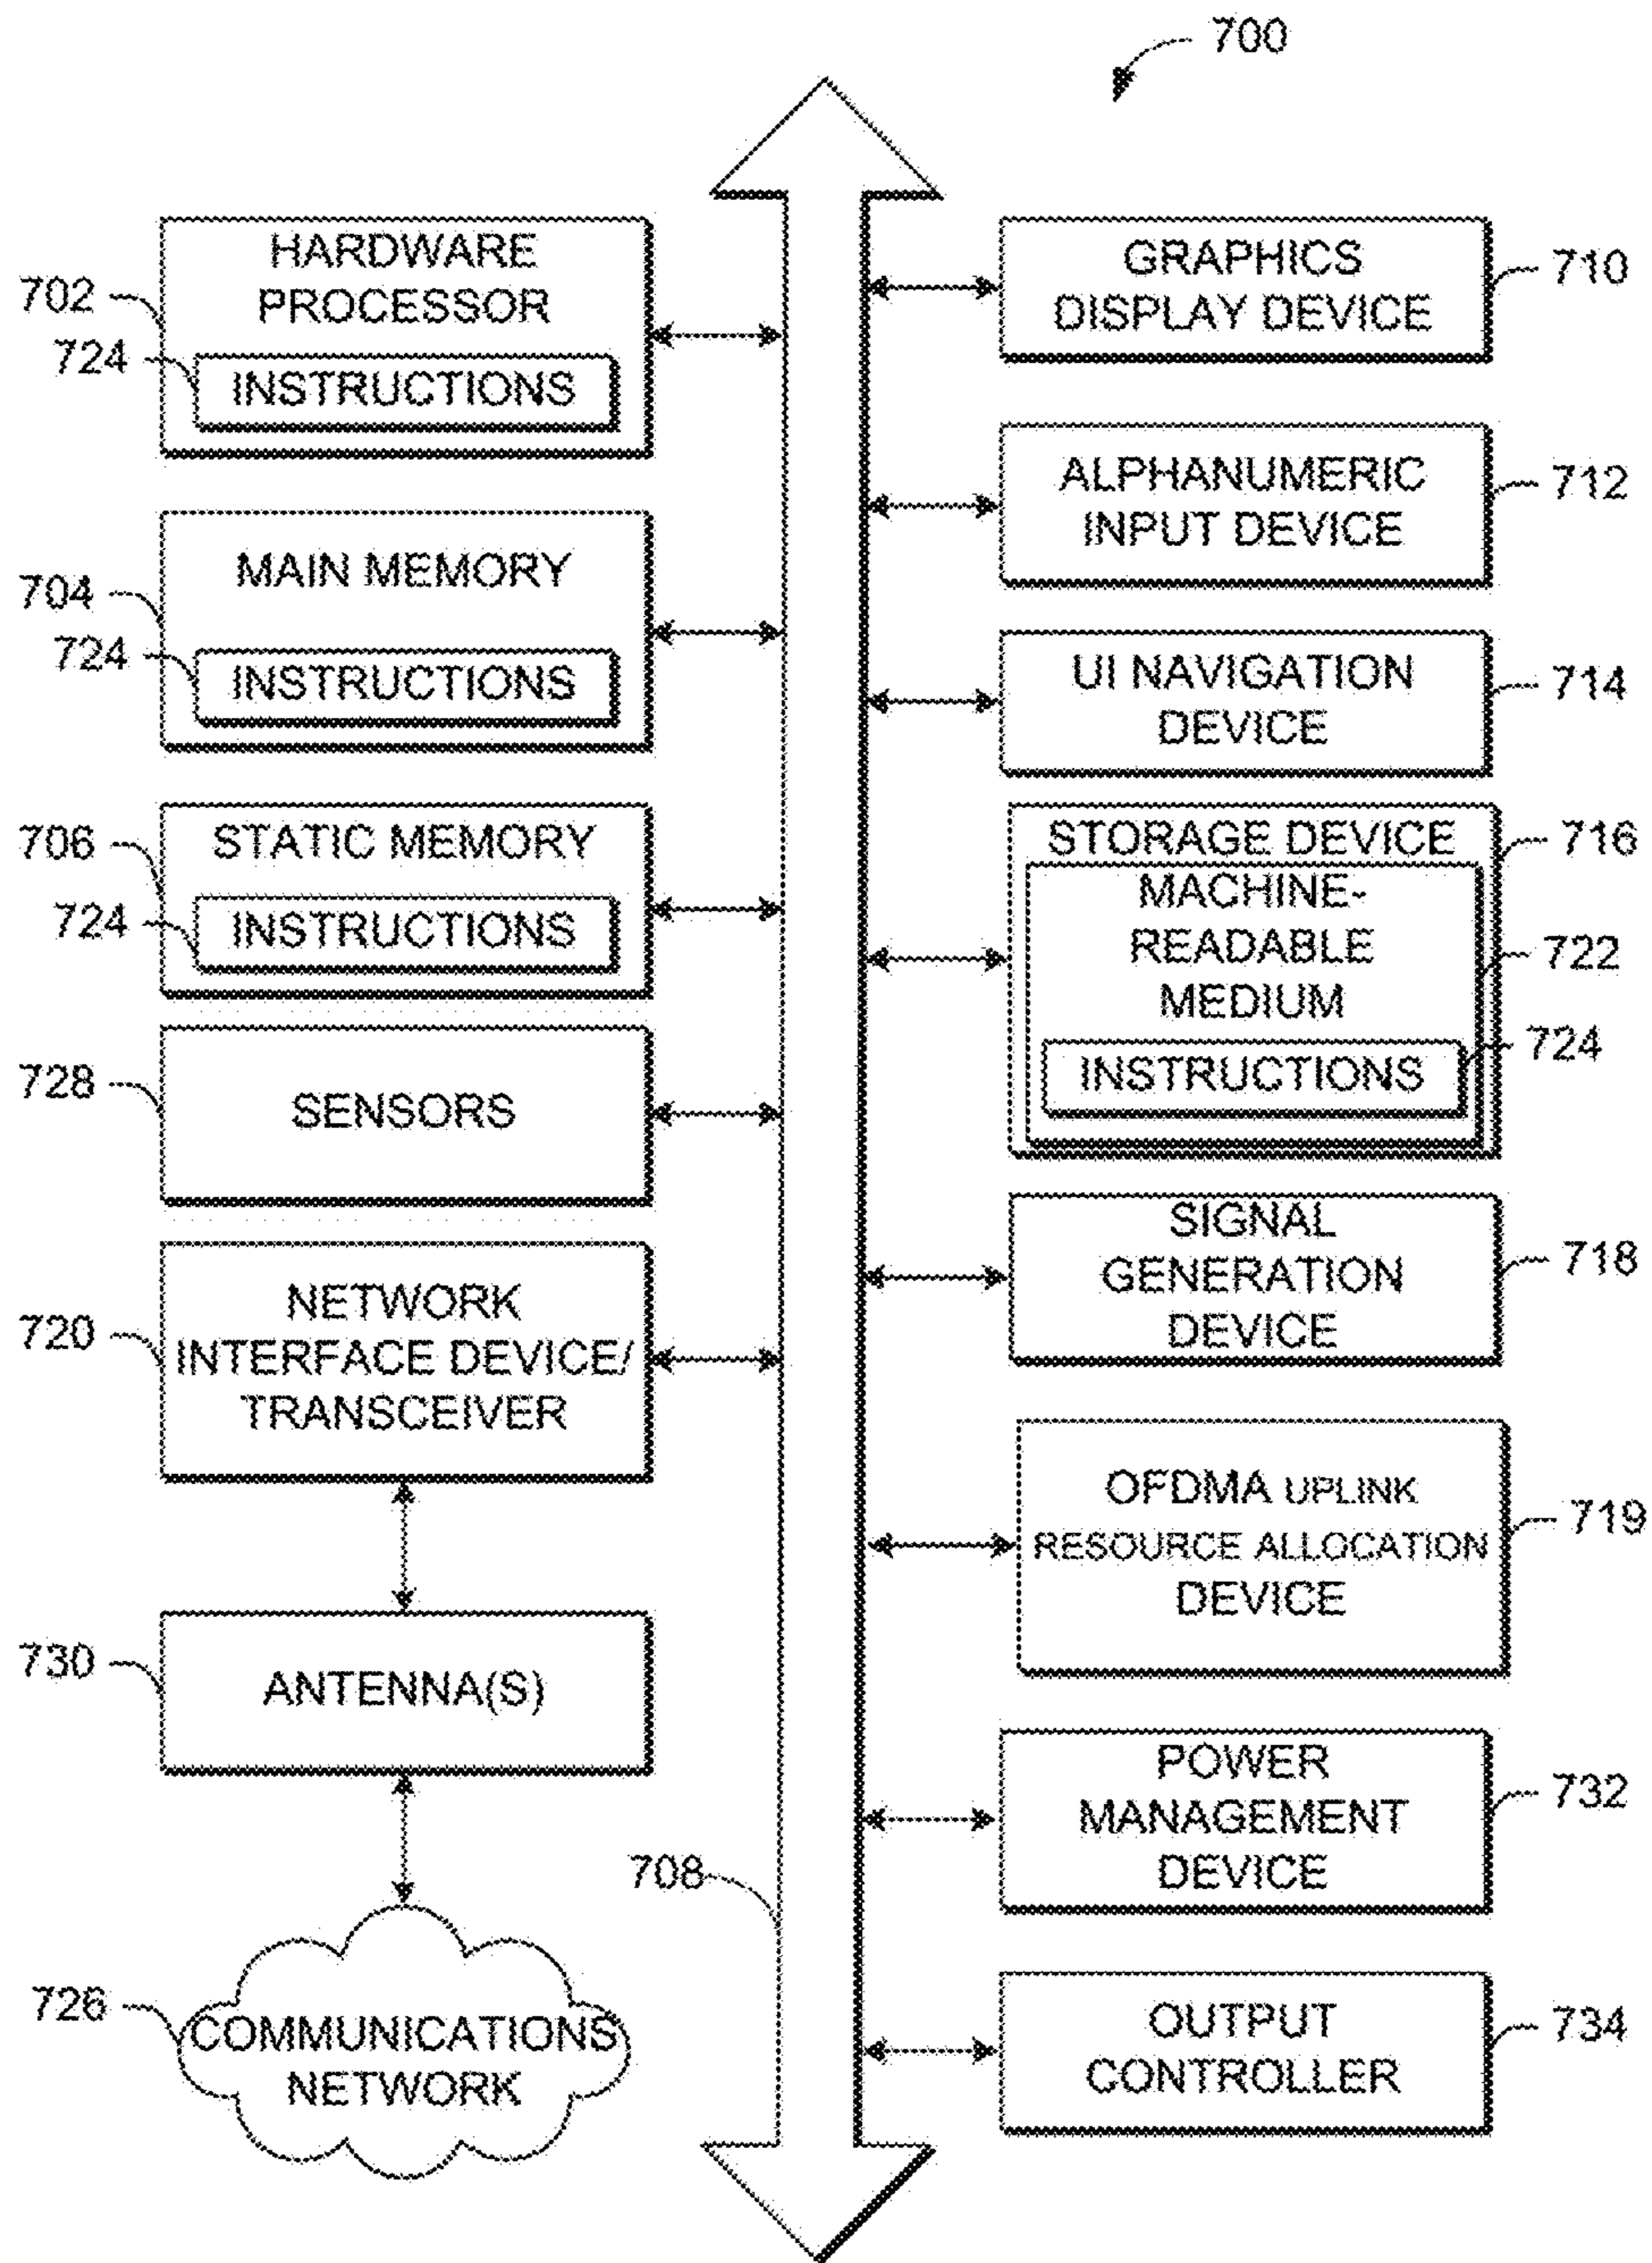 700
HARDWARE
PROCESSOR
702
724
INSTRUCTIONS
MAIN MEMORY
704
724
INSTRUCTIONS
706
STATIC MEMORY
724
INSTRUCTIONS
728
SENSORS
NETWORK
720
INTERFACE DEVICE/
TRANSCEIVER
730
ANTENNA(S)
708
726
COMMUNICATIONS
NETWORK
GRAPHICS
DISPLAY DEVICE
710
ALPHANUMERIC
INPUT DEVICE
712
UI NAVIGATION
DEVICE
714
STORAGE DEVICE
716
MACHINE-
READABLE
MEDIUM
722
INSTRUCTIONS
724
SIGNAL
GENERATION
DEVICE
718
OFDMA UPLINK
RESOURCE ALLOCATION
DEVICE
719
POWER
MANAGEMENT
DEVICE
732
OUTPUT
CONTROLLER
734